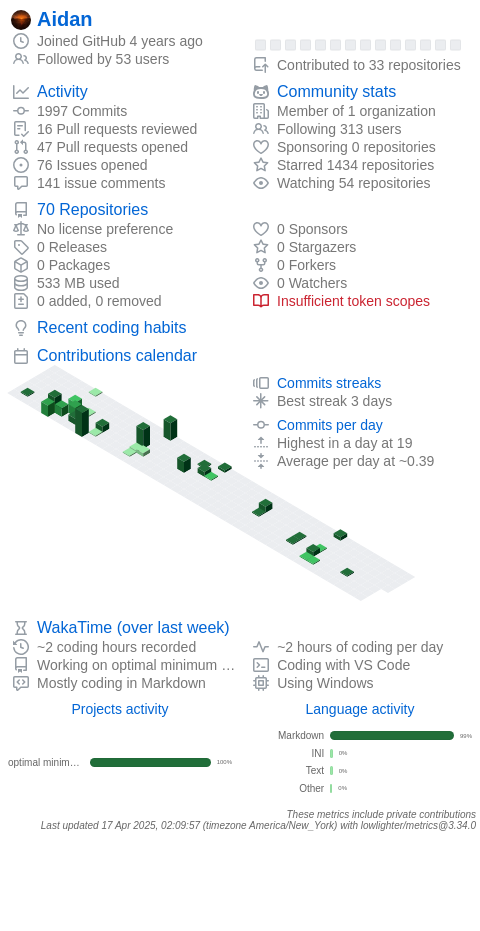 Aidan
Joined GitHub 4 years ago
Followed by 53 users
Contributed to 33 repositories
Activity
1997 Commits
16 Pull requests reviewed
47 Pull requests opened
76 Issues opened
141 issue comments
Community stats
Member of 1 organization
Following 313 users
Sponsoring 0 repositories
Starred 1434 repositories
Watching 54 repositories
70 Repositories
No license preference
0 Releases
0 Packages
533 MB used
0 added, 0 removed
0 Sponsors
0 Stargazers
0 Forkers
0 Watchers
Insufficient token scopes
Recent coding habits
Contributions calendar
Commits streaks
Best streak 3 days
Commits per day
Highest in a day at 19
Average per day at ~0.39
WakaTime (over last week)
~2 coding hours recorded
Working on optimal minimum …
Mostly coding in Markdown
~2 hours of coding per day
Coding with VS Code
Using Windows
Projects activity
optimal minim… 100%
Language activity
Markdown 99%
INI 0%
Text 0%
Other 0%
These metrics include private contributions
Last updated 17 Apr 2025, 02:09:57 (timezone America/New_York) with lowlighter/metrics@3.34.0